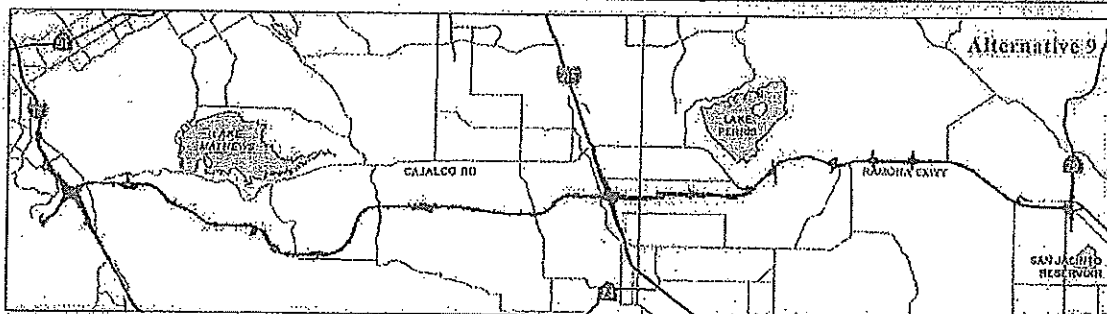 Alternative 9
LAKE
MATHEWS
LAKE
PERRIS
CAJALCO RD
RAMONA EXWY
SAN JACINTO
RESERVOIR